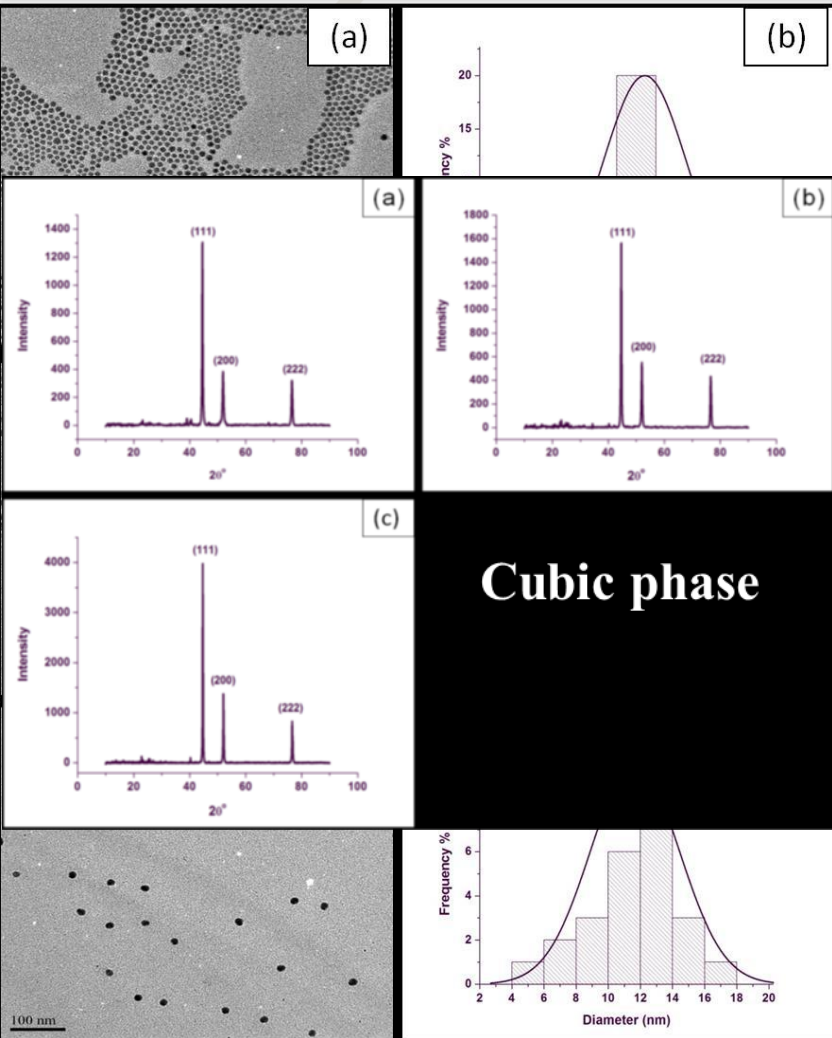 (a)
(b)
20
15
ncy %
(a)
1400
1200
1000
800
600
400
200
0
Intensity
(111)
(200)
(222)
0 20 40 60 80 100
2θ°
(b)
1800
1600
1400
1200
1000
800
600
400
200
0
Intensity
(111)
(200)
(222)
0 20 40 60 80 100
2θ°
(c)
4000
3000
2000
1000
0
Intensity
(111)
(200)
(222)
0 20 40 60 80 100
2θ°
Cubic phase
100 nm
6
4
2
0
Frequency %
2 4 6 8 10 12 14 16 18 20
Diameter (nm)